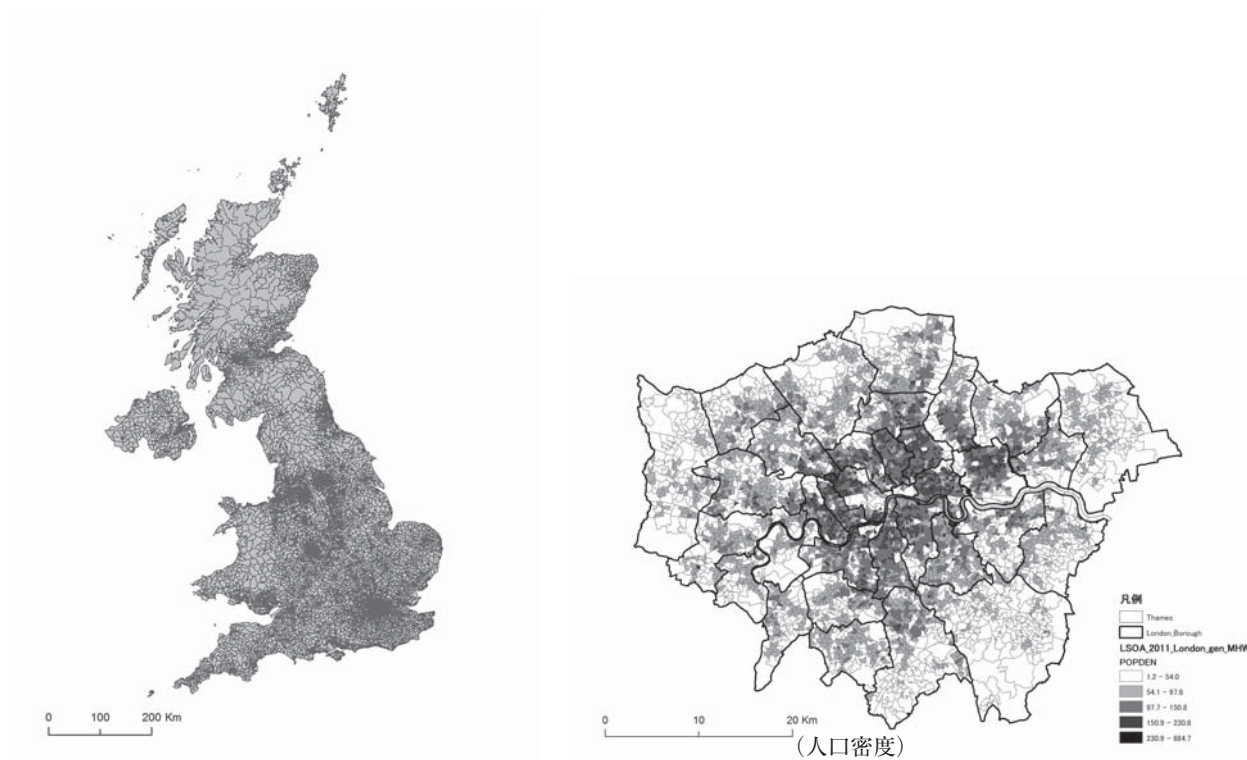 0 100 200 Km
0 10 20 Km
(人口密度)
凡例
Thames
London_Borough
LSOA_2011_London_gen_MHW
POPDEN
1.2 - 54.0
54.1 - 97.6
97.7 - 150.8
150.9 - 230.8
230.9 - 684.7